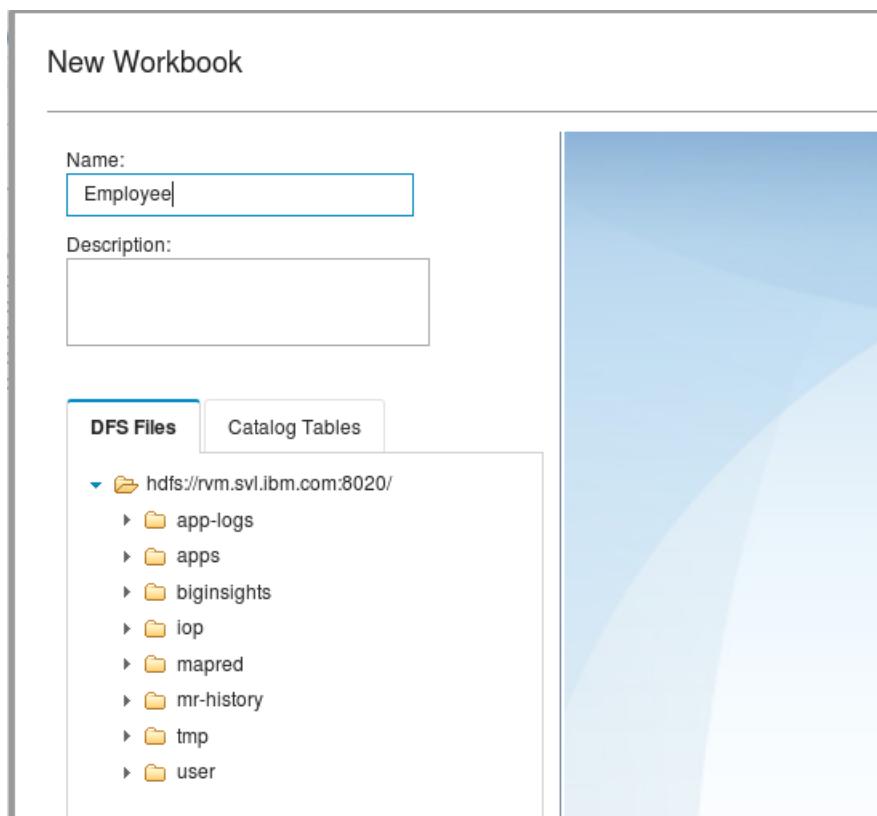 New Workbook
Name:
Employee
Description:
DFS Files
Catalog Tables
hdfs://rvm.svl.ibm.com:8020/
app-logs
apps
biginsights
iop
mapred
mr-history
tmp
user